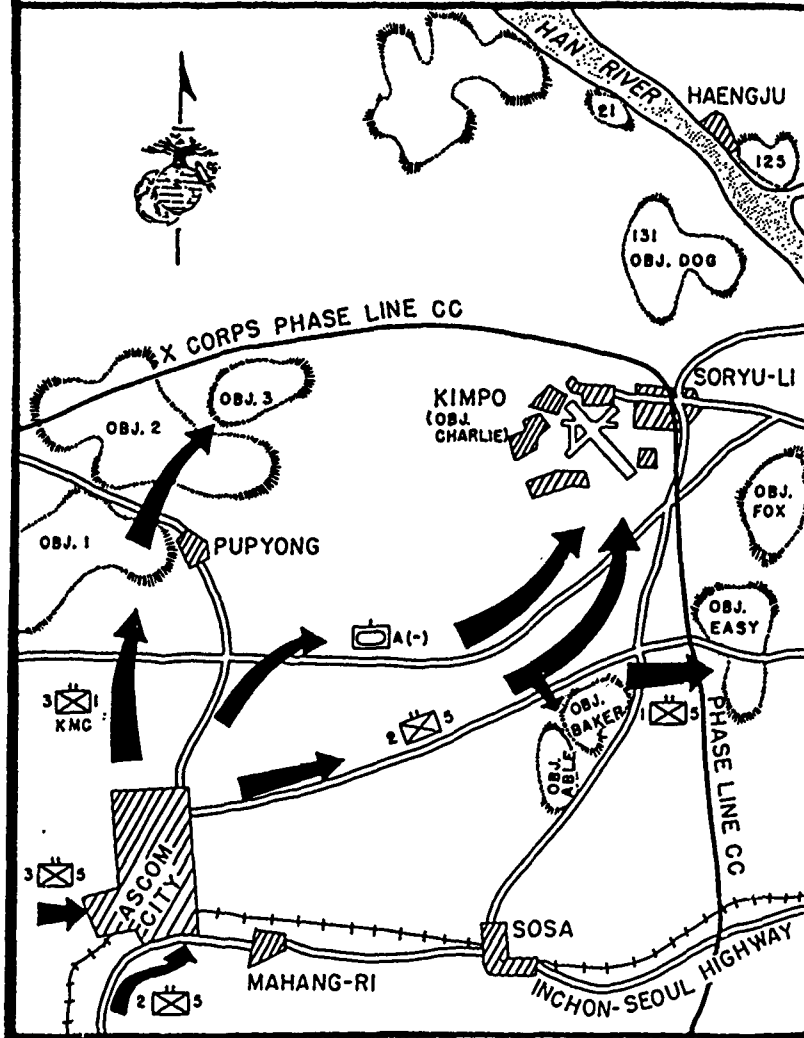 HAN RIVER
HAENGJU
21
125
131
OBJ. DOG
X CORPS PHASE LINE CC
SORYU-LI
OBJ. 3
KIMPO
(OBJ.
CHARLIE)
OBJ. 2
OBJ.
FOX
OBJ. 1
PUPYONG
OBJ.
EASY
A(-)
3 1
KMC
2 5
OBJ.
BAKER
1 5
OBJ.
ABLE
PHASE LINE CC
3 5
ASCOM
CITY
SOSA
MAHANG-RI
INCHON-SEOUL HIGHWAY
2 5